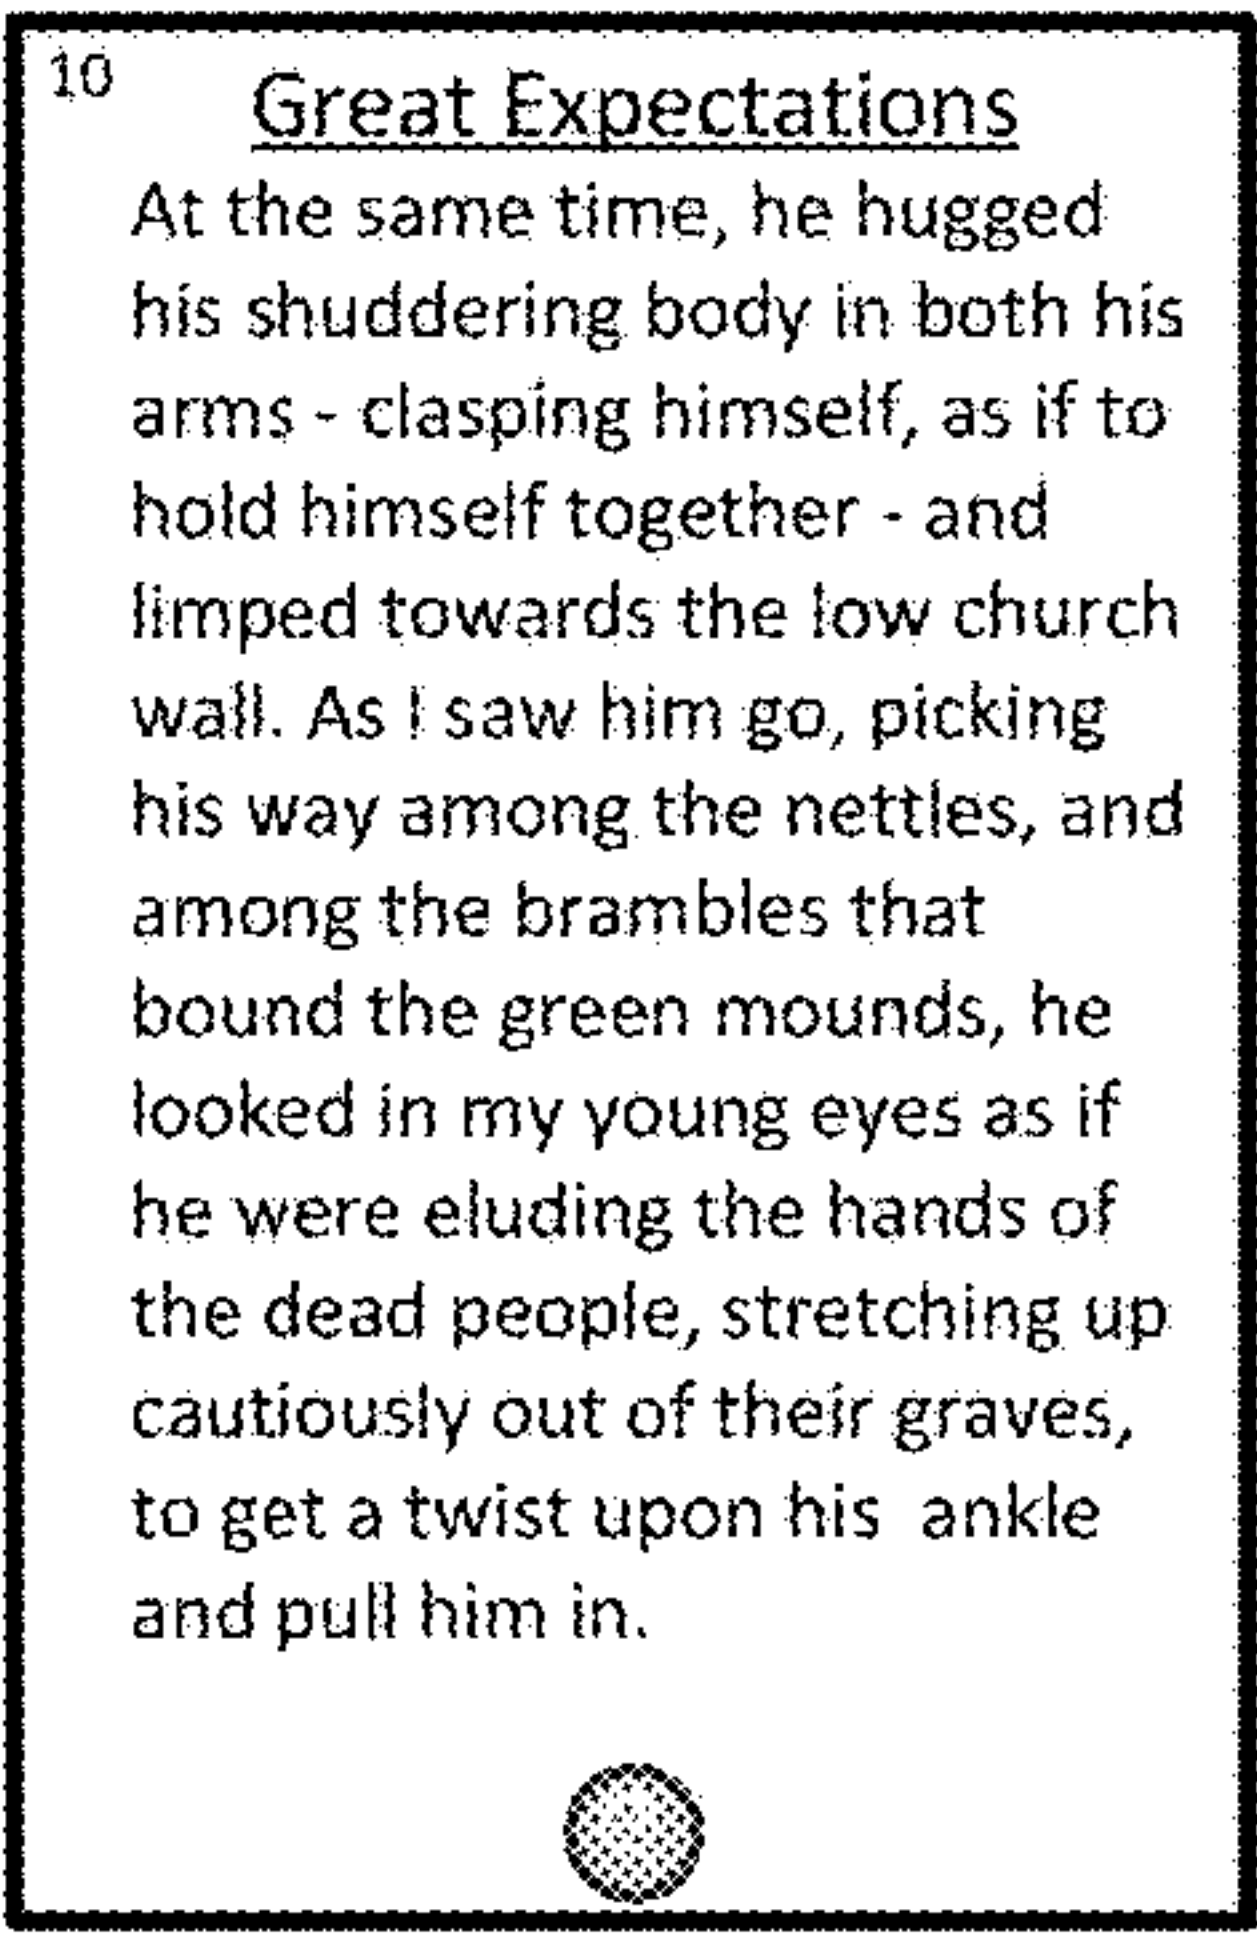 10
Great Expectations
At the same time, he hugged
his shuddering body in both his
arms - clasping himself, as if to
hold himself together - and
limped towards the low church
wall. As I saw him go, picking
his way among the nettles, and
among the brambles that
bound the green mounds, he
looked in my young eyes as if
he were eluding the hands of
the dead people, stretching up
cautiously out of their graves,
to get a twist upon his  ankle
and pull him in.